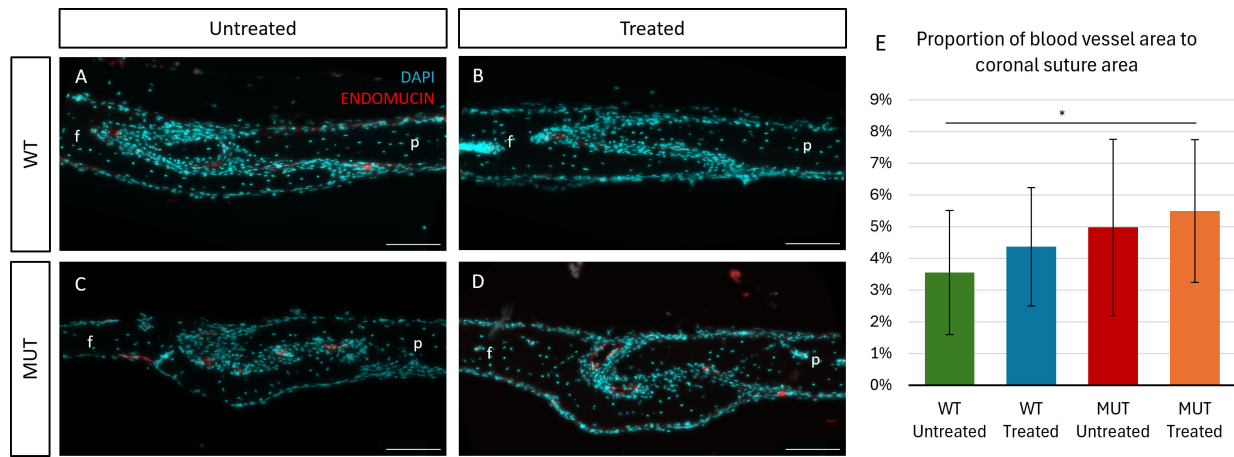 Untreated
Treated
WT
MUT
A
DAPI
ENDOMUCIN
f
p
B
f
p
C
f
p
D
f
p
E
Proportion of blood vessel area to
coronal suture area
9%
8%
7%
6%
5%
4%
3%
2%
1%
0%
*
WT
Untreated
WT
Treated
MUT
Untreated
MUT
Treated